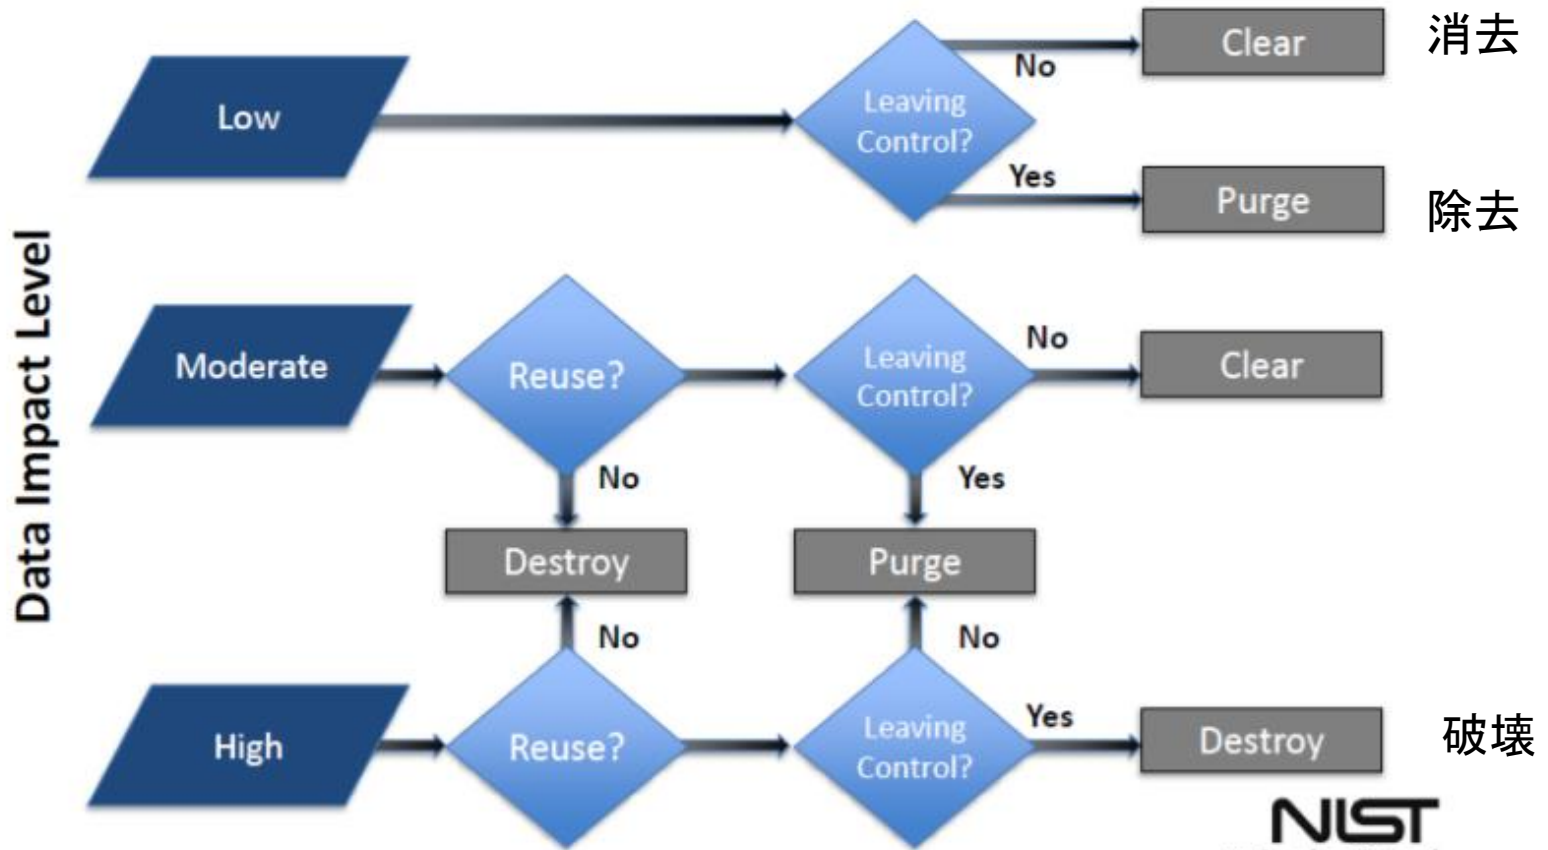 Data Impact Level
Low
Leaving
Control?
No
Clear
消去
Yes
Purge
除去
Moderate
Reuse?
Leaving
Control?
No
Clear
No
Yes
Destroy
Purge
No
No
High
Reuse?
Leaving
Control?
Yes
Destroy
破壊
NIST